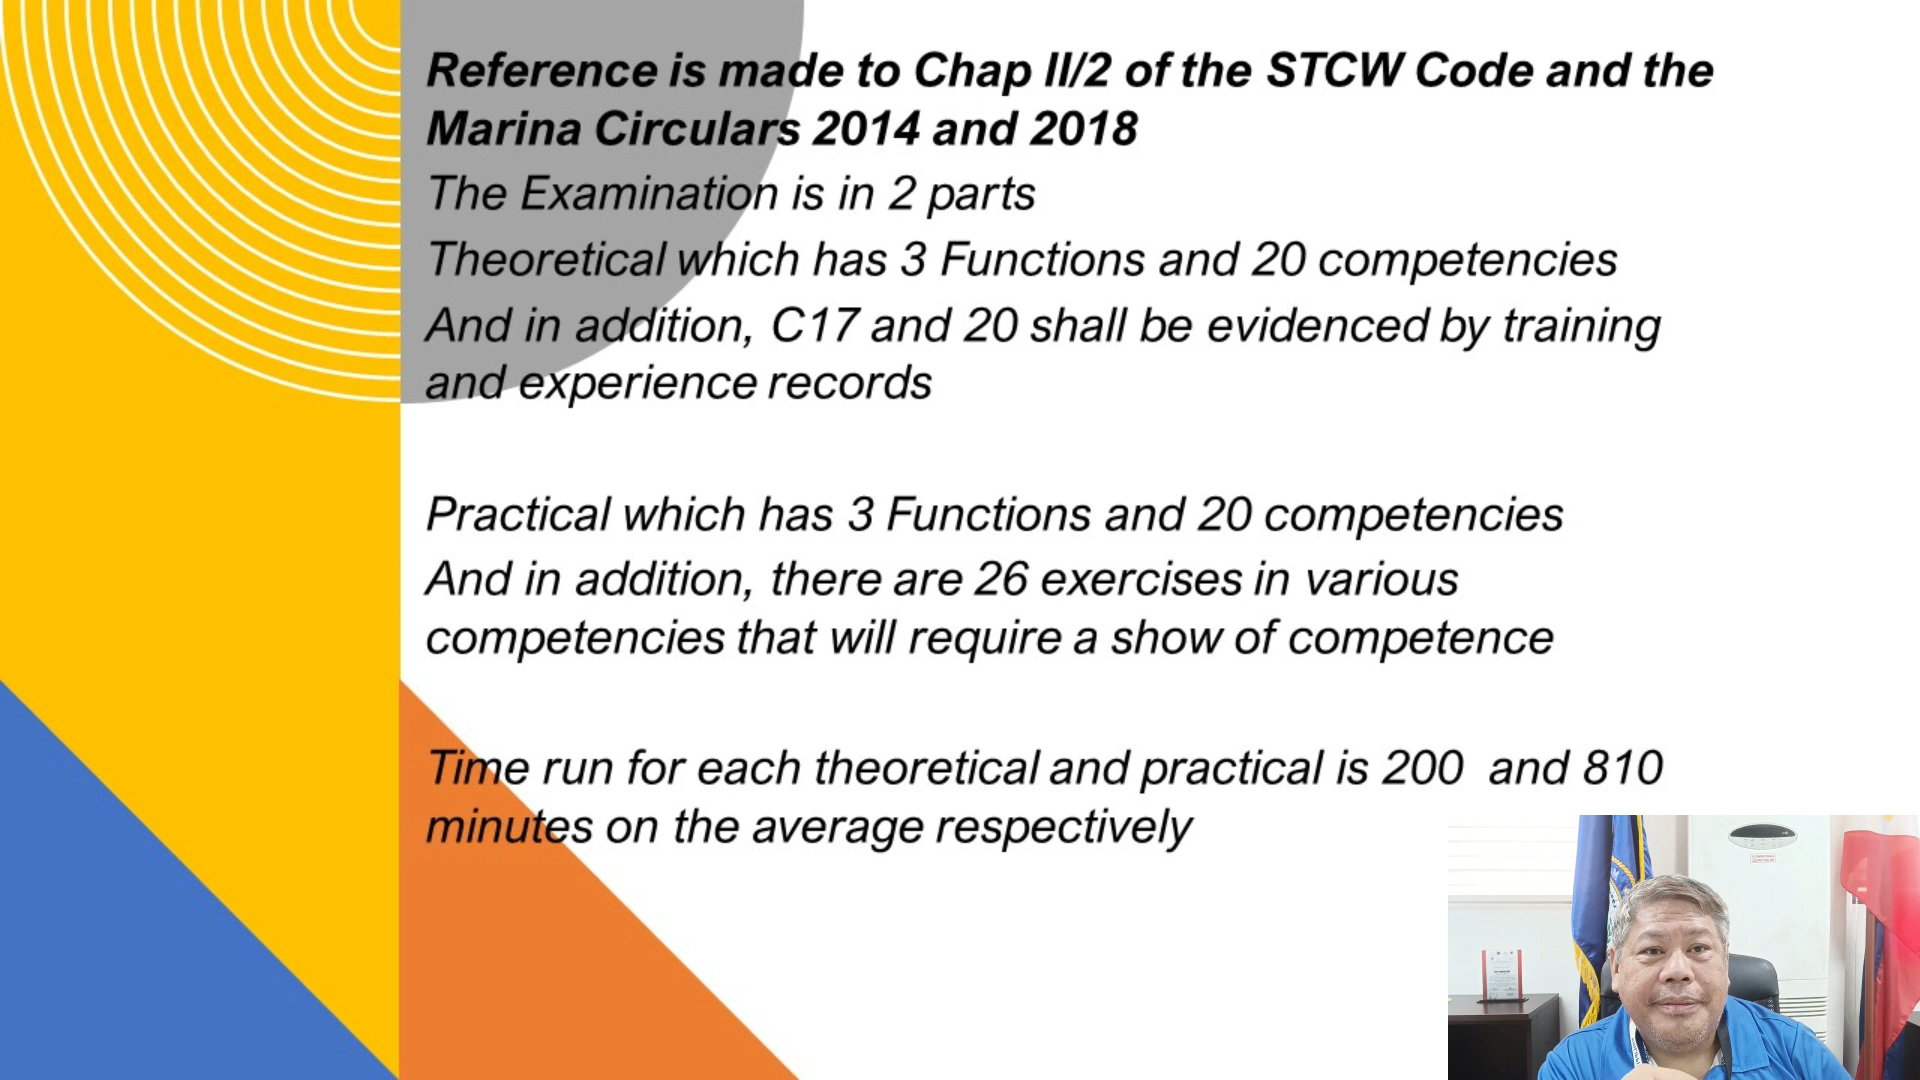 Reference is made to Chap II/2 of the STCW Code and the
Marina Circulars 2014 and 2018
The Examination is in 2 parts
Theoretical which has 3 Functions and 20 competencies
And in addition, C17 and 20 shall be evidenced by training
and experience records
Practical which has 3 Functions and 20 competencies
And in addition, there are 26 exercises in various
competencies that will require a show of competence
Time run for each theoretical and practical is 200 and 810
minutes on the average respectively